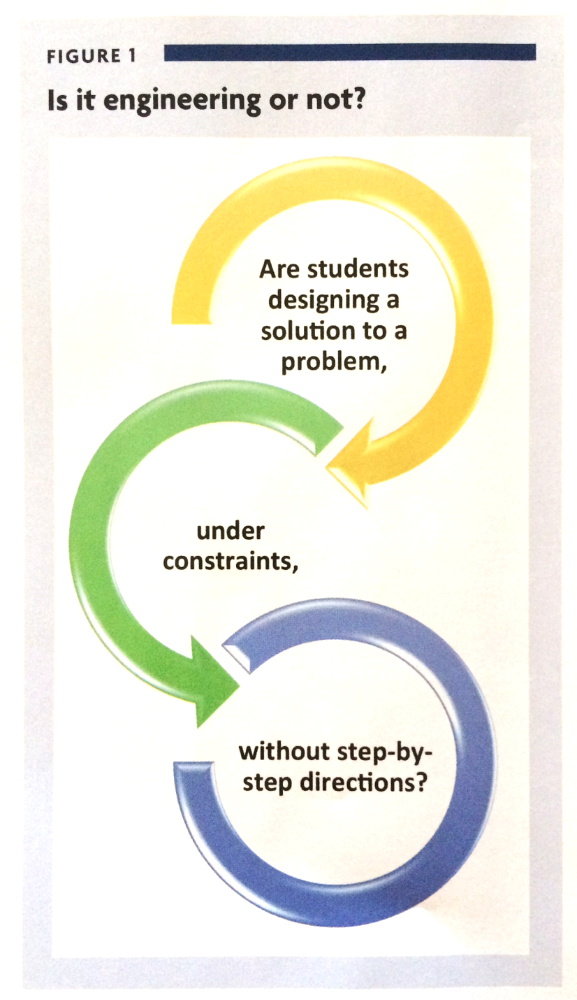 FIGURE 1
Is it engineering or not?
Are students
designing a
solution to a
problem,
under
constraints,
without step-by-
step directions?